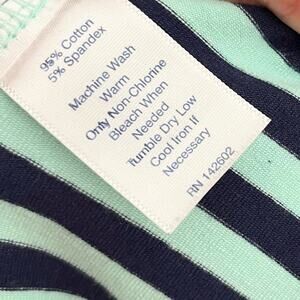 95% Cotton
5% Spandex
Machine Wash
Warm
Only Non-Chlorine
Bleach When
Needed
Tumble Dry Low
Cool Iron If
Necessary
RN 142602